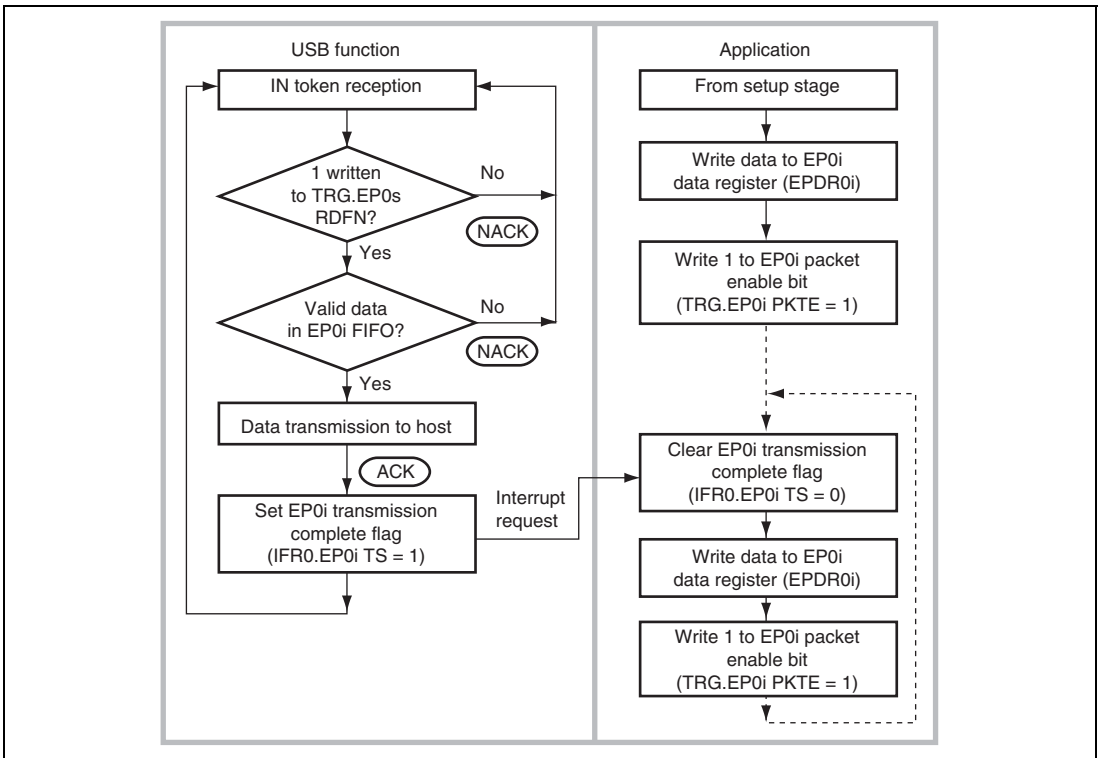 USB function
IN token reception
1 written
to TRG.EP0s
RDFN?
No
NACK
Yes
Valid data
in EP0i FIFO?
No
NACK
Yes
Data transmission to host
ACK
Set EP0i transmission
complete flag
(IFR0.EP0i TS = 1)
Interrupt
request
Application
From setup stage
Write data to EP0i
data register (EPDR0i)
Write 1 to EP0i packet
enable bit
(TRG.EP0i PKTE = 1)
Clear EP0i transmission
complete flag
(IFR0.EP0i TS = 0)
Write data to EP0i
data register (EPDR0i)
Write 1 to EP0i packet
enable bit
(TRG.EP0i PKTE = 1)